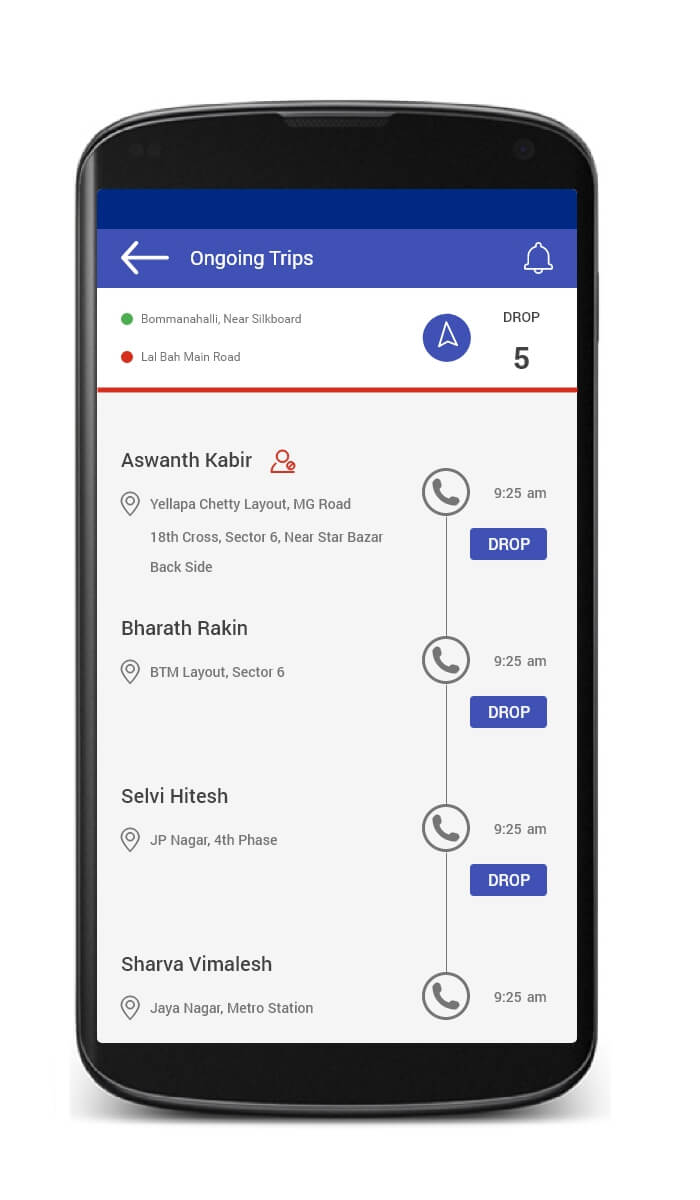 Ongoing Trips
Bommanahalli, Near Silkboard
Lal Bah Main Road
DROP
5
Aswanth Kabir
Yellapa Chetty Layout, MG Road
18th Cross, Sector 6, Near Star Bazar
Back Side
9:25 am
DROP
Bharath Rakin
BTM Layout, Sector 6
9:25 am
DROP
Selvi Hitesh
JP Nagar, 4th Phase
9:25 am
DROP
Sharva Vimalesh
Jaya Nagar, Metro Station
9:25 am